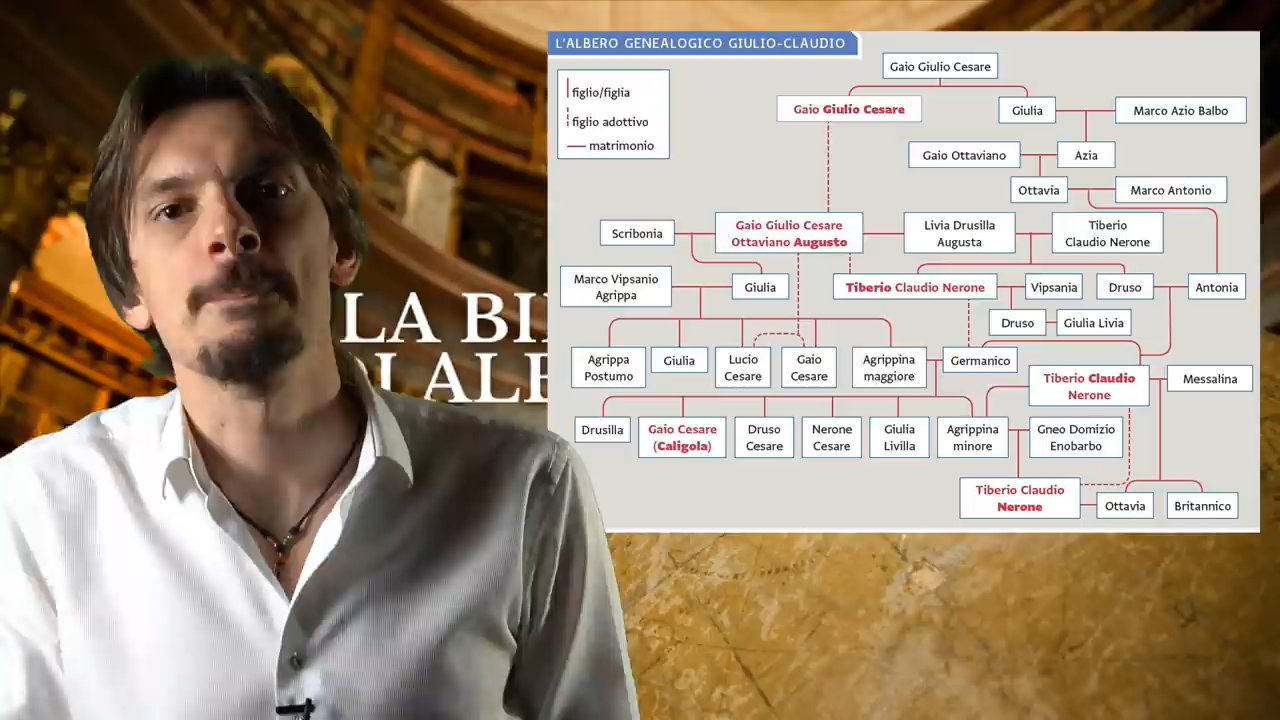 L'ALBERO GENEALOGICO GIULIO-CLAUDIO
figlio/figlia
figlio adottivo
matrimonio
Gaio Giulio Cesare
Gaio Giulio Cesare
Giulia
Marco Azio Balbo
Gaio Ottaviano
Azia
Ottavia
Marco Antonio
Scribonia
Gaio Giulio Cesare
Ottaviano Augusto
Livia Drusilla
Augusta
Tiberio
Claudio Nerone
Marco Vipsanio
Agrippa
Giulia
Tiberio Claudio Nerone
Vipsania
Druso
Antonia
Druso
Giulia Livia
Agrippa
Postumo
Giulia
Lucio
Cesare
Gaio
Cesare
Agrippina
maggiore
Germanico
Tiberio Claudio
Nerone
Messalina
Drusilla
Gaio Cesare
(Caligola)
Druso
Cesare
Nerone
Cesare
Giulia
Livilla
Agrippina
minore
Gneo Domizio
Enobarbo
Tiberio Claudio
Nerone
Ottavia
Britannico
LA BI
ALE